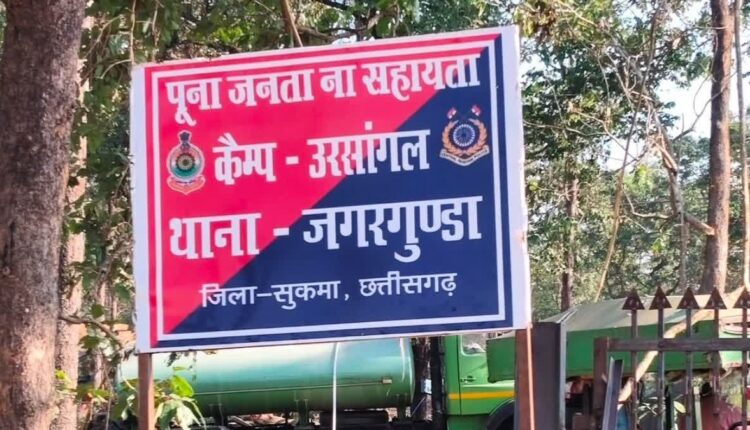 पूना जनता ना सहायता
कैम्प - उरसांगल
थाना - जगरगुण्डा
जिला-सुकमा, छत्तीसगढ़